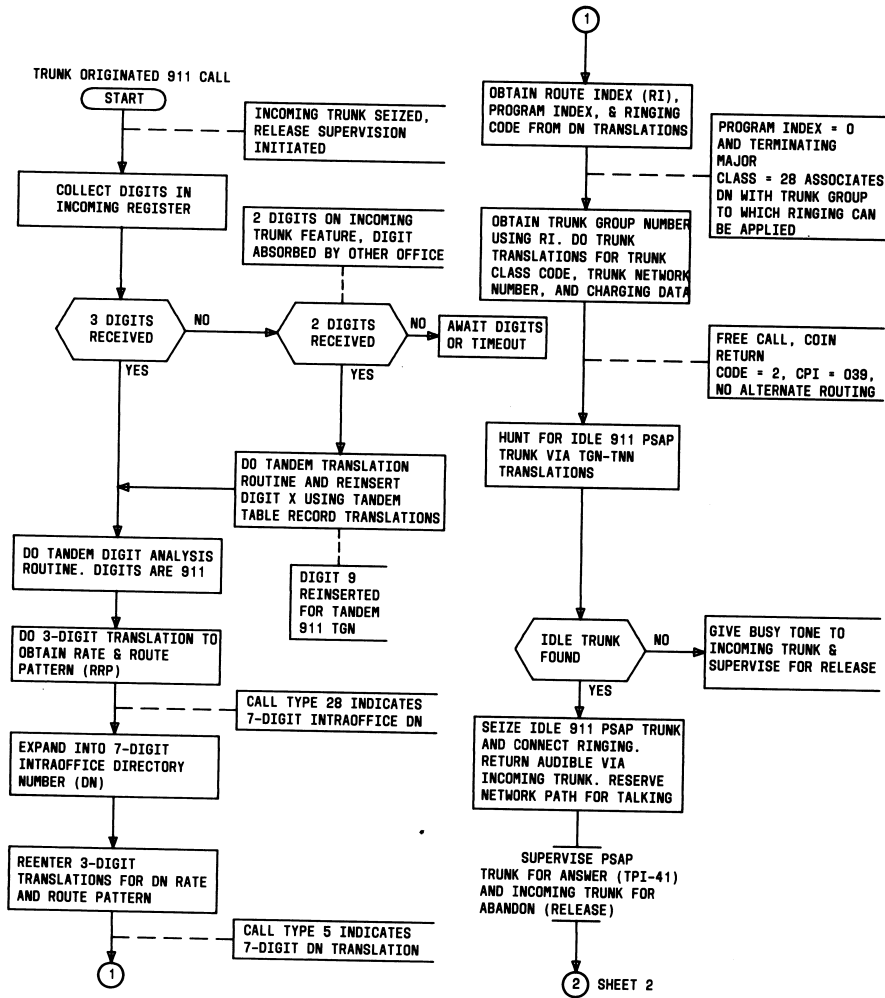 TRUNK ORIGINATED 911 CALL
START
INCOMING TRUNK SEIZED,
RELEASE SUPERVISION
INITIATED
COLLECT DIGITS IN
INCOMING REGISTER
2 DIGITS ON INCOMING
TRUNK FEATURE, DIGIT
ABSORBED BY OTHER OFFICE
3 DIGITS
RECEIVED
NO
YES
2 DIGITS
RECEIVED
NO
YES
AWAIT DIGITS
OR TIMEOUT
DO TANDEM TRANSLATION
ROUTINE AND REINSERT
DIGIT X USING TANDEM
TABLE RECORD TRANSLATIONS
DIGIT 9
REINSERTED
FOR TANDEM
911 TGN
DO TANDEM DIGIT ANALYSIS
ROUTINE. DIGITS ARE 911
DO 3-DIGIT TRANSLATION TO
OBTAIN RATE & ROUTE
PATTERN (RRP)
CALL TYPE 28 INDICATES
7-DIGIT INTRAOFFICE DN
EXPAND INTO 7-DIGIT
INTRAOFFICE DIRECTORY
NUMBER (DN)
REENTER 3-DIGIT
TRANSLATIONS FOR DN RATE
AND ROUTE PATTERN
CALL TYPE 5 INDICATES
7-DIGIT DN TRANSLATION
1
1
OBTAIN ROUTE INDEX (RI),
PROGRAM INDEX, & RINGING
CODE FROM DN TRANSLATIONS
PROGRAM INDEX = 0
AND TERMINATING
MAJOR
CLASS = 28 ASSOCIATES
DN WITH TRUNK GROUP
TO WHICH RINGING CAN
BE APPLIED
OBTAIN TRUNK GROUP NUMBER
USING RI. DO TRUNK
TRANSLATIONS FOR TRUNK
CLASS CODE, TRUNK NETWORK
NUMBER, AND CHARGING DATA
FREE CALL, COIN
RETURN
CODE = 2, CPI = 039,
NO ALTERNATE ROUTING
HUNT FOR IDLE 911 PSAP
TRUNK VIA TGN-TNN
TRANSLATIONS
IDLE TRUNK
FOUND
NO
YES
GIVE BUSY TONE TO
INCOMING TRUNK &
SUPERVISE FOR RELEASE
SEIZE IDLE 911 PSAP TRUNK
AND CONNECT RINGING.
RETURN AUDIBLE VIA
INCOMING TRUNK. RESERVE
NETWORK PATH FOR TALKING
SUPERVISE PSAP
TRUNK FOR ANSWER (TPI-41)
AND INCOMING TRUNK FOR
ABANDON (RELEASE)
2 SHEET 2